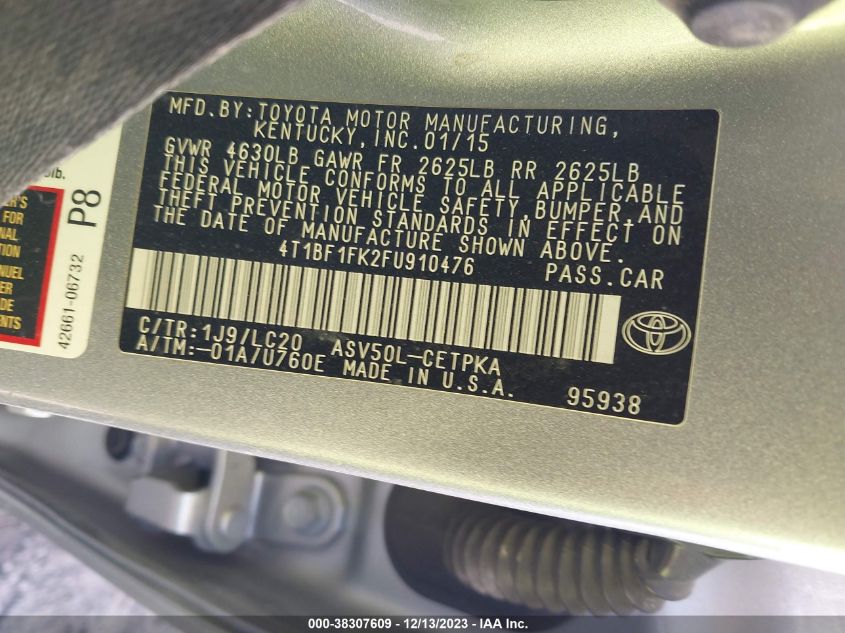 MFD. BY: TOYOTA MOTOR MANUFACTURING,
KENTUCKY, INC. 01/15
GVWR 4630LB GAWR FR 2625LB RR 2625LB
THIS VEHICLE CONFORMS TO ALL APPLICABLE
FEDERAL MOTOR VEHICLE SAFETY, BUMPER, AND
THEFT PREVENTION STANDARDS IN EFFECT ON
THE DATE OF MANUFACTURE SHOWN ABOVE.
4T1BF1FK2FU910476 PASS.CAR
C/TR: 1J9/LC20 ASV50L-CETPKA
A/TM: -01A/U760E MADE IN U.S.A. 95938
P8
42661-06732
FOR
000-38307609 - 12/13/2023 - IAA Inc.